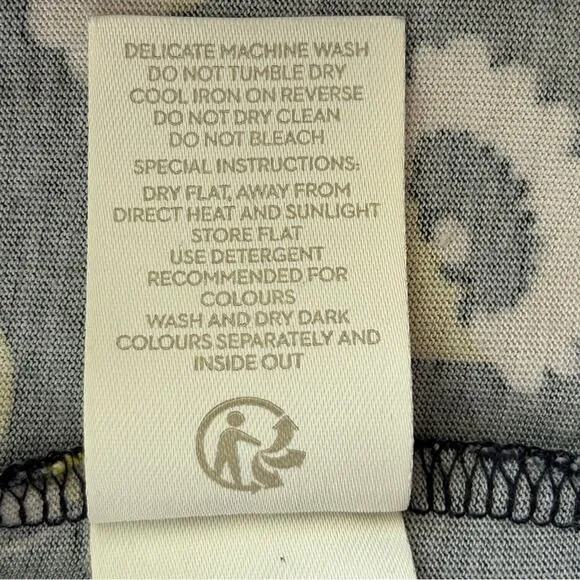 DELICATE MACHINE WASH
DO NOT TUMBLE DRY
COOL IRON ON REVERSE
DO NOT DRY CLEAN
DO NOT BLEACH
SPECIAL INSTRUCTIONS:
DRY FLAT, AWAY FROM
DIRECT HEAT AND SUNLIGHT
STORE FLAT
USE DETERGENT
RECOMMENDED FOR
COLOURS
WASH AND DRY DARK
COLOURS SEPARATELY AND
INSIDE OUT